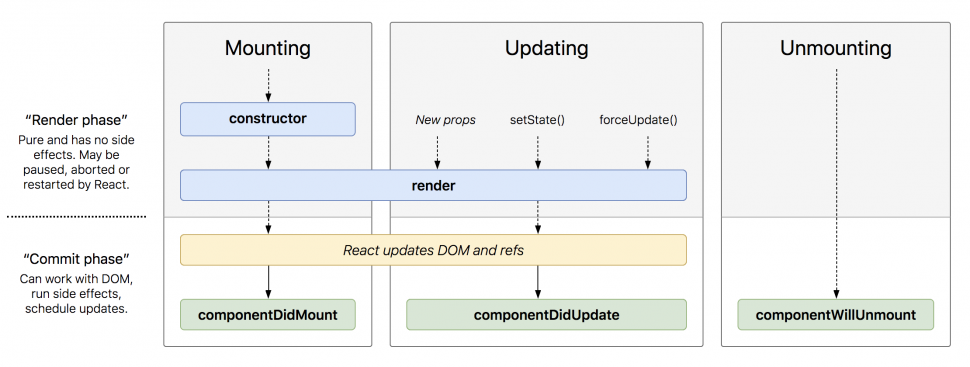 Mounting
Updating
Unmounting
“Render phase”
Pure and has no side
effects. May be
paused, aborted or
restarted by React.
constructor
New props
setState()
forceUpdate()
render
“Commit phase”
Can work with DOM,
run side effects,
schedule updates.
React updates DOM and refs
componentDidMount
componentDidUpdate
componentWillUnmount